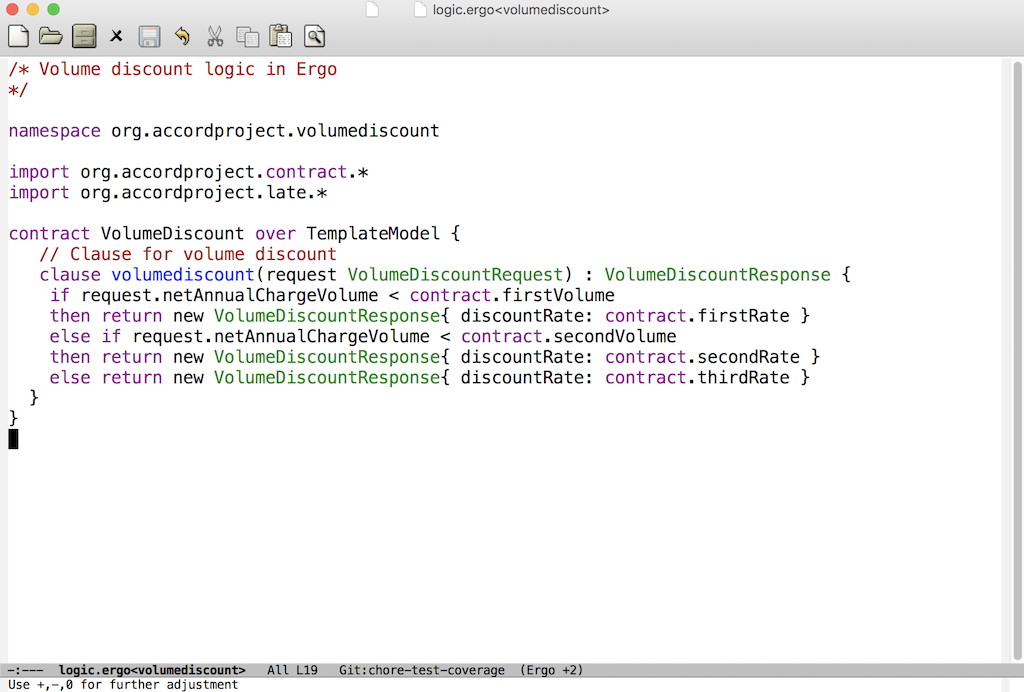 logic.ergo<volumediscount>
/* Volume discount logic in Ergo
*/
namespace org.accordproject.volumediscount
import org.accordproject.contract.*
import org.accordproject.late.*
contract VolumeDiscount over TemplateModel {
// Clause for volume discount
clause volumediscount(request VolumeDiscountRequest) : VolumeDiscountResponse {
if request.netAnnualChargeVolume < contract.firstVolume
then return new VolumeDiscountResponse{ discountRate: contract.firstRate }
else if request.netAnnualChargeVolume < contract.secondVolume
then return new VolumeDiscountResponse{ discountRate: contract.secondRate }
else return new VolumeDiscountResponse{ discountRate: contract.thirdRate }
}
}
-:--- logic.ergo<volumediscount> All L19 Git:chore-test-coverage (Ergo +2)
Use +,-,0 for further adjustment